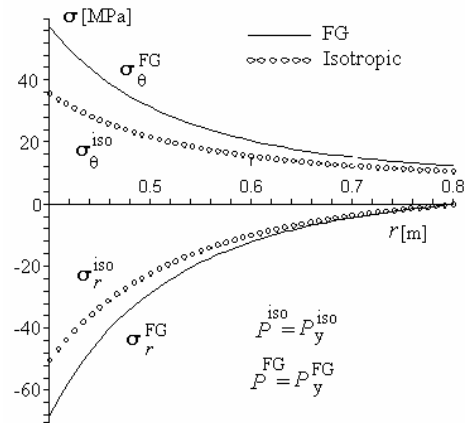 σ [MPa]
FG
Isotropic
σ_θ^FG
σ_θ^iso
40
20
0
-20
-40
-60
0.5
0.6
0.7
0.8
r [m]
σ_r^iso
σ_r^FG
P^iso = P_y^iso
P^FG = P_y^FG